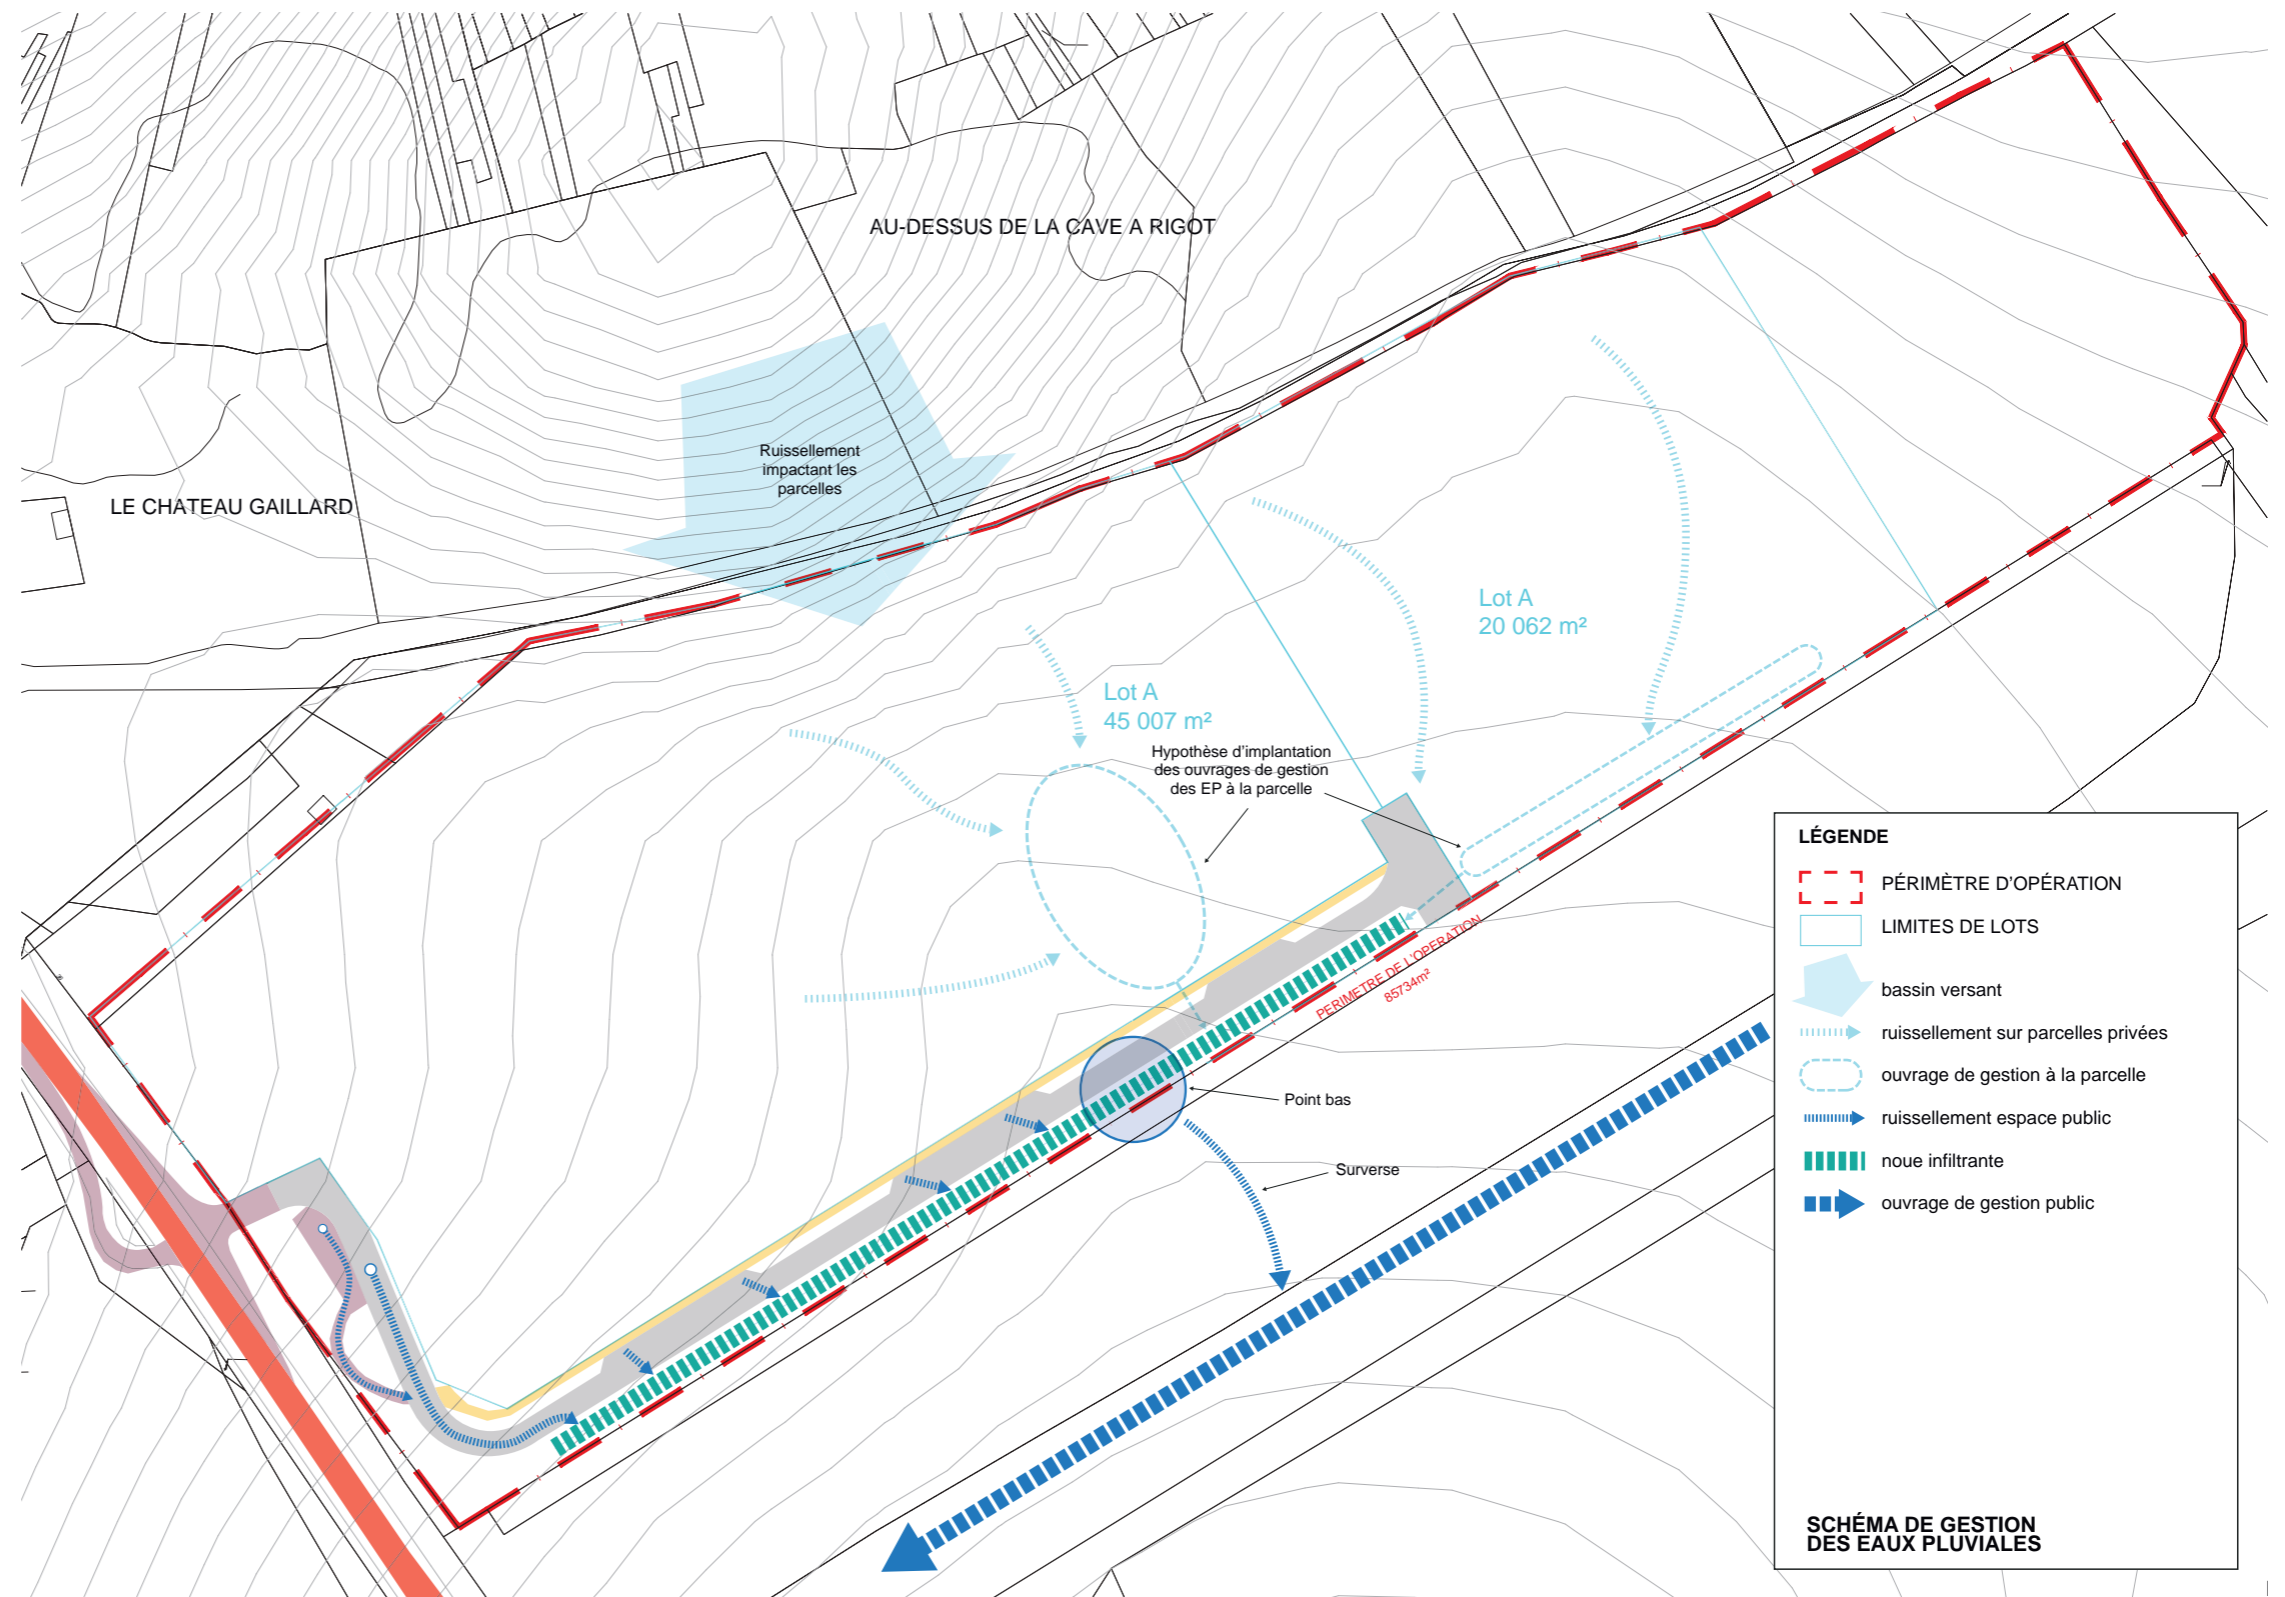 AU-DESSUS DE LA CAVE A RIGOT
Ruissellement
impactant les
parcelles
LE CHATEAU GAILLARD
Lot A
20 062 m²
Lot A
45 007 m²
Hypothèse d'implantation
des ouvrages de gestion
des EP à la parcelle
PERIMETRE DE L'OPERATION
85734m²
Point bas
Surverse
LÉGENDE
PÉRIMÈTRE D'OPÉRATION
LIMITES DE LOTS
bassin versant
ruissellement sur parcelles privées
ouvrage de gestion à la parcelle
ruissellement espace public
noue infiltrante
ouvrage de gestion public
SCHÉMA DE GESTION
DES EAUX PLUVIALES